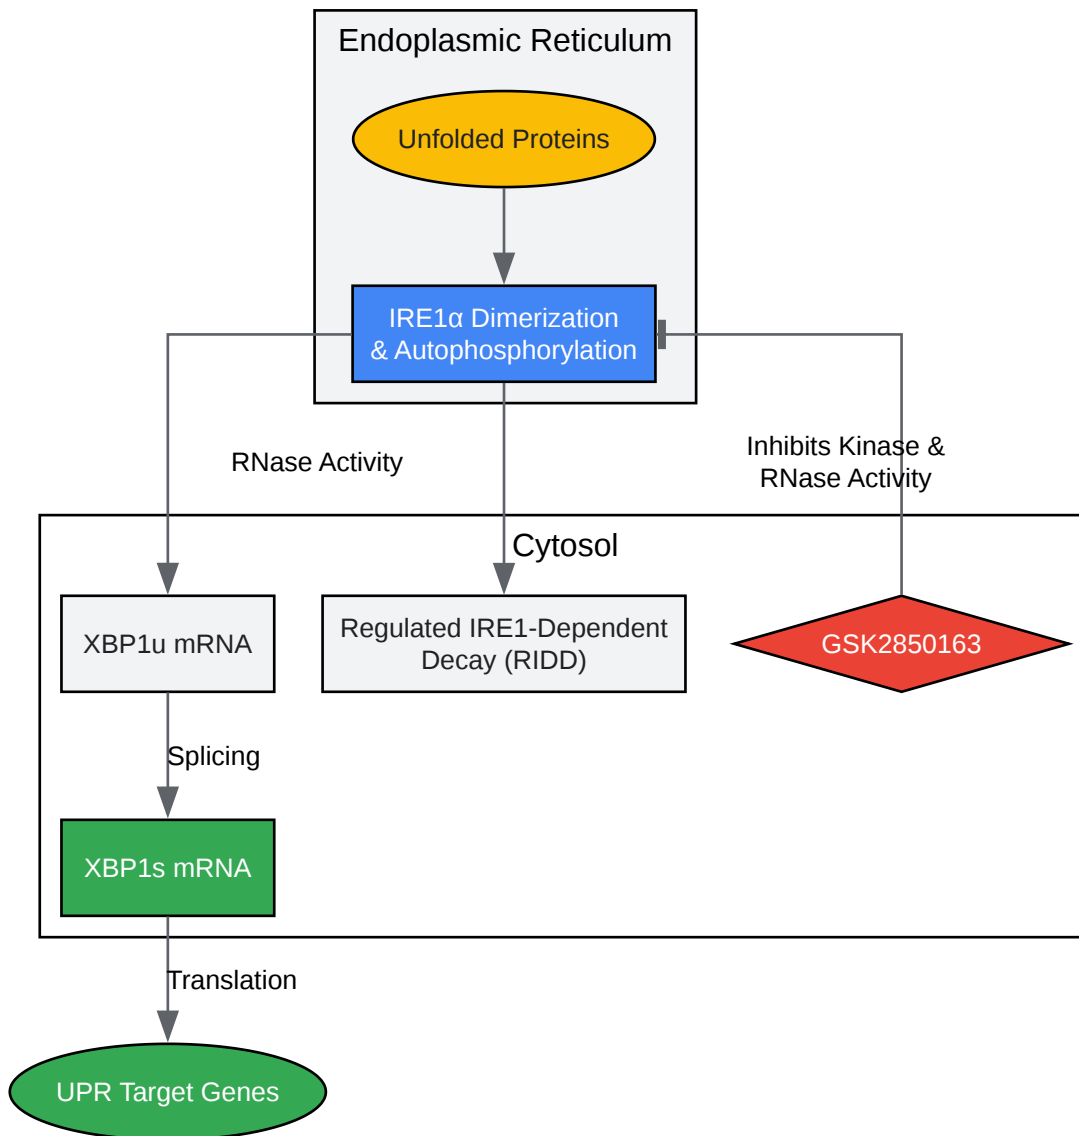 Endoplasmic Reticulum
Unfolded Proteins
IRE1α Dimerization
& Autophosphorylation
RNase Activity
Inhibits Kinase &
RNase Activity
Cytosol
XBP1u mRNA
Regulated IRE1-Dependent
Decay (RIDD)
GSK2850163
Splicing
XBP1s mRNA
Translation
UPR Target Genes